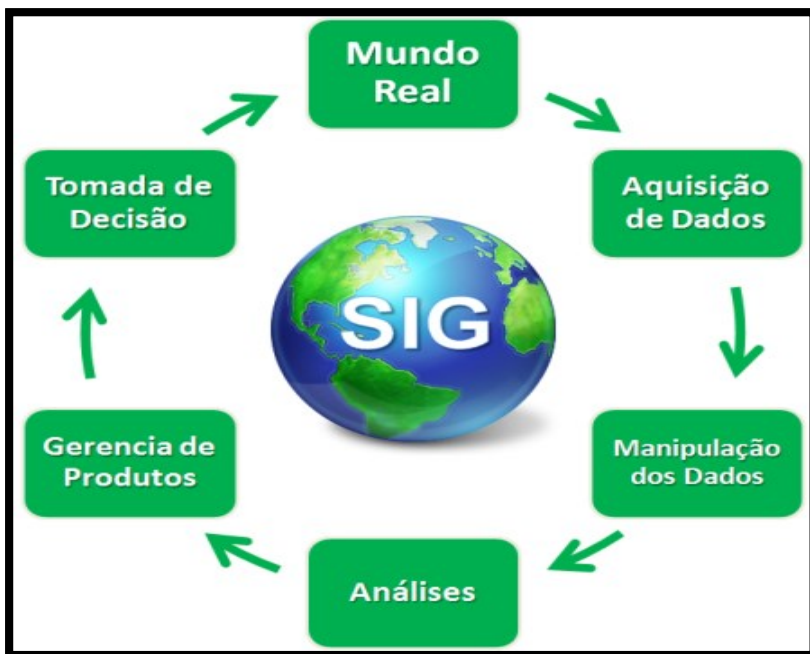 Mundo
Real
Aquisição
de Dados
Manipulação
dos Dados
Análises
Gerencia de
Produtos
Tomada de
Decisão
SIG